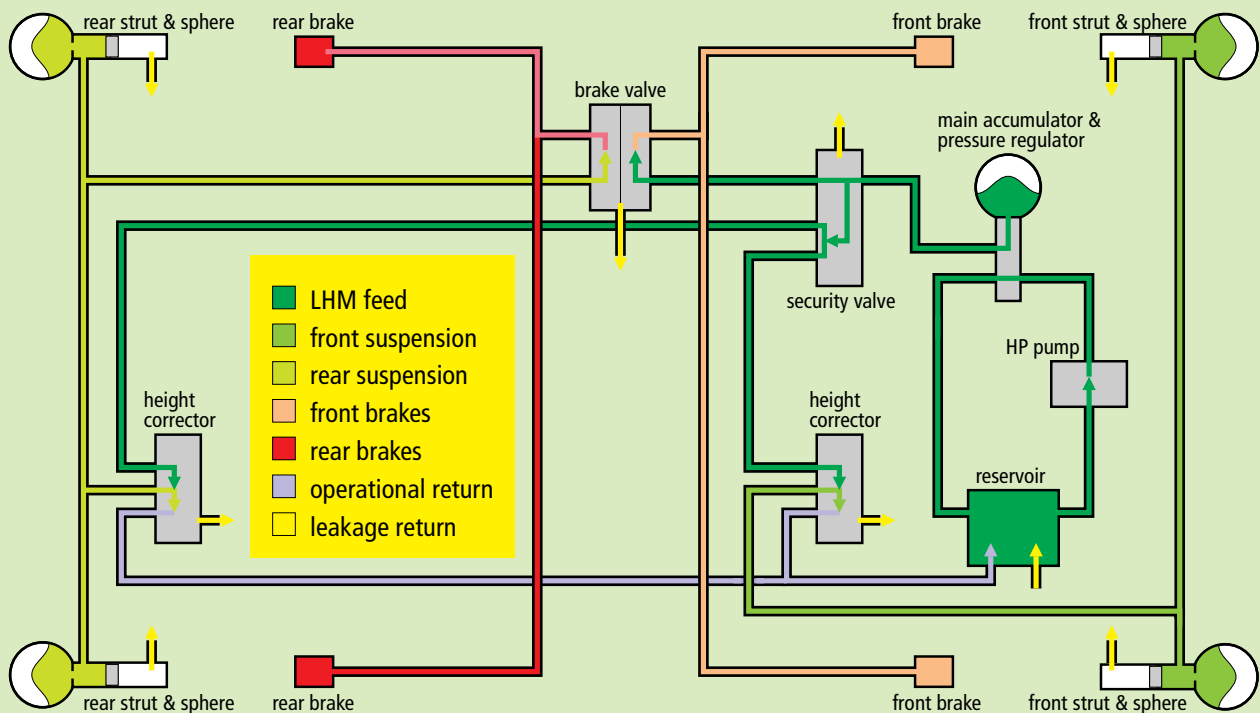 rear strut & sphere
rear brake
front brake
front strut & sphere
brake valve
main accumulator &
pressure regulator
security valve
HP pump
LHM feed
front suspension
rear suspension
front brakes
rear brakes
operational return
leakage return
height
corrector
height
corrector
reservoir
rear strut & sphere
rear brake
front brake
front strut & sphere